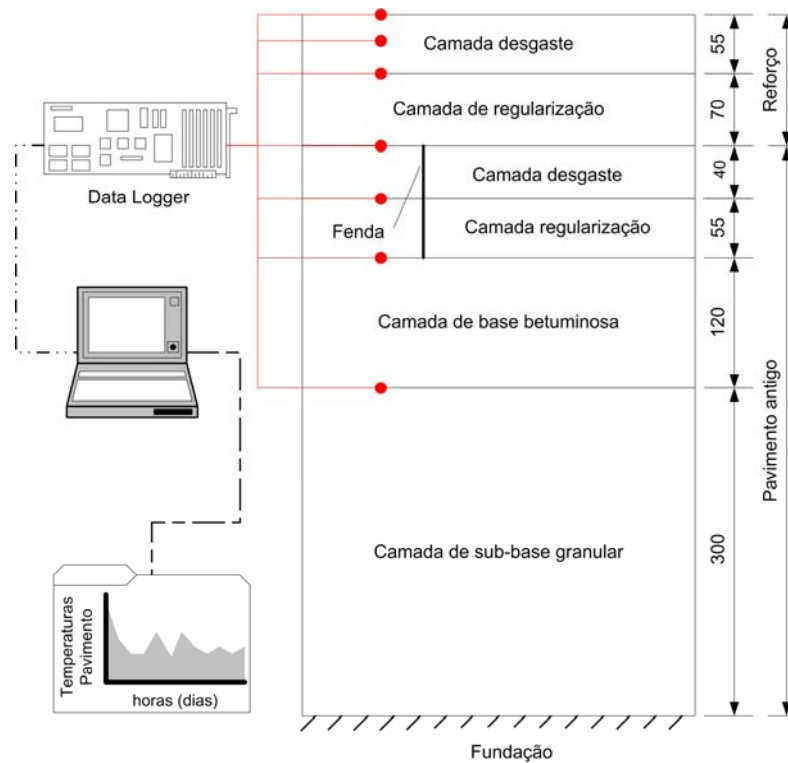 Camada desgaste
55
Reforço
Camada de regularização
70
Data Logger
Camada desgaste
40
Fenda
Camada regularização
55
Camada de base betuminosa
120
Pavimento antigo
Camada de sub-base granular
300
Temperaturas
Pavimento
horas (dias)
Fundação